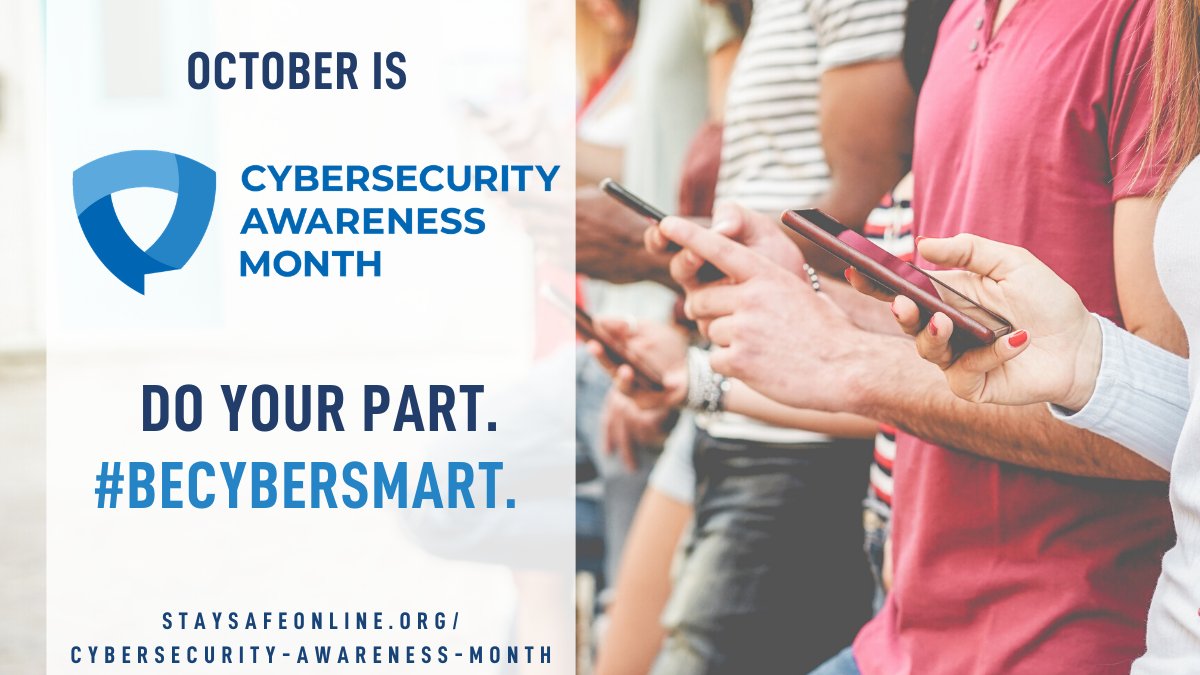 OCTOBER IS
CYBERSECURITY
AWARENESS
MONTH
DO YOUR PART.
#BECYBERSMART.
STAYSAFEONLINE.ORG/
CYBERSECURITY-AWARENESS-MONTH